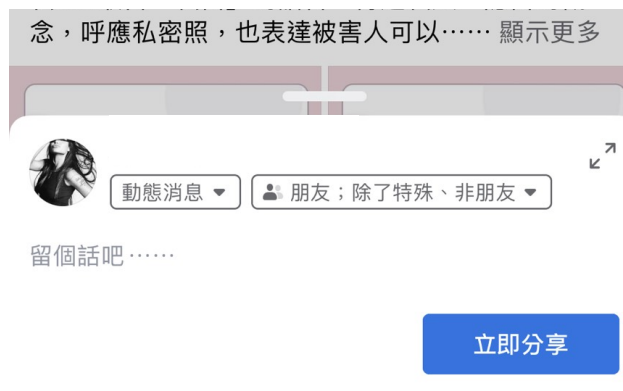 念，呼應私密照，也表達被害人可以⋯⋯ 顯示更多
動態消息
朋友；除了特殊、非朋友
留個話吧⋯⋯
立即分享